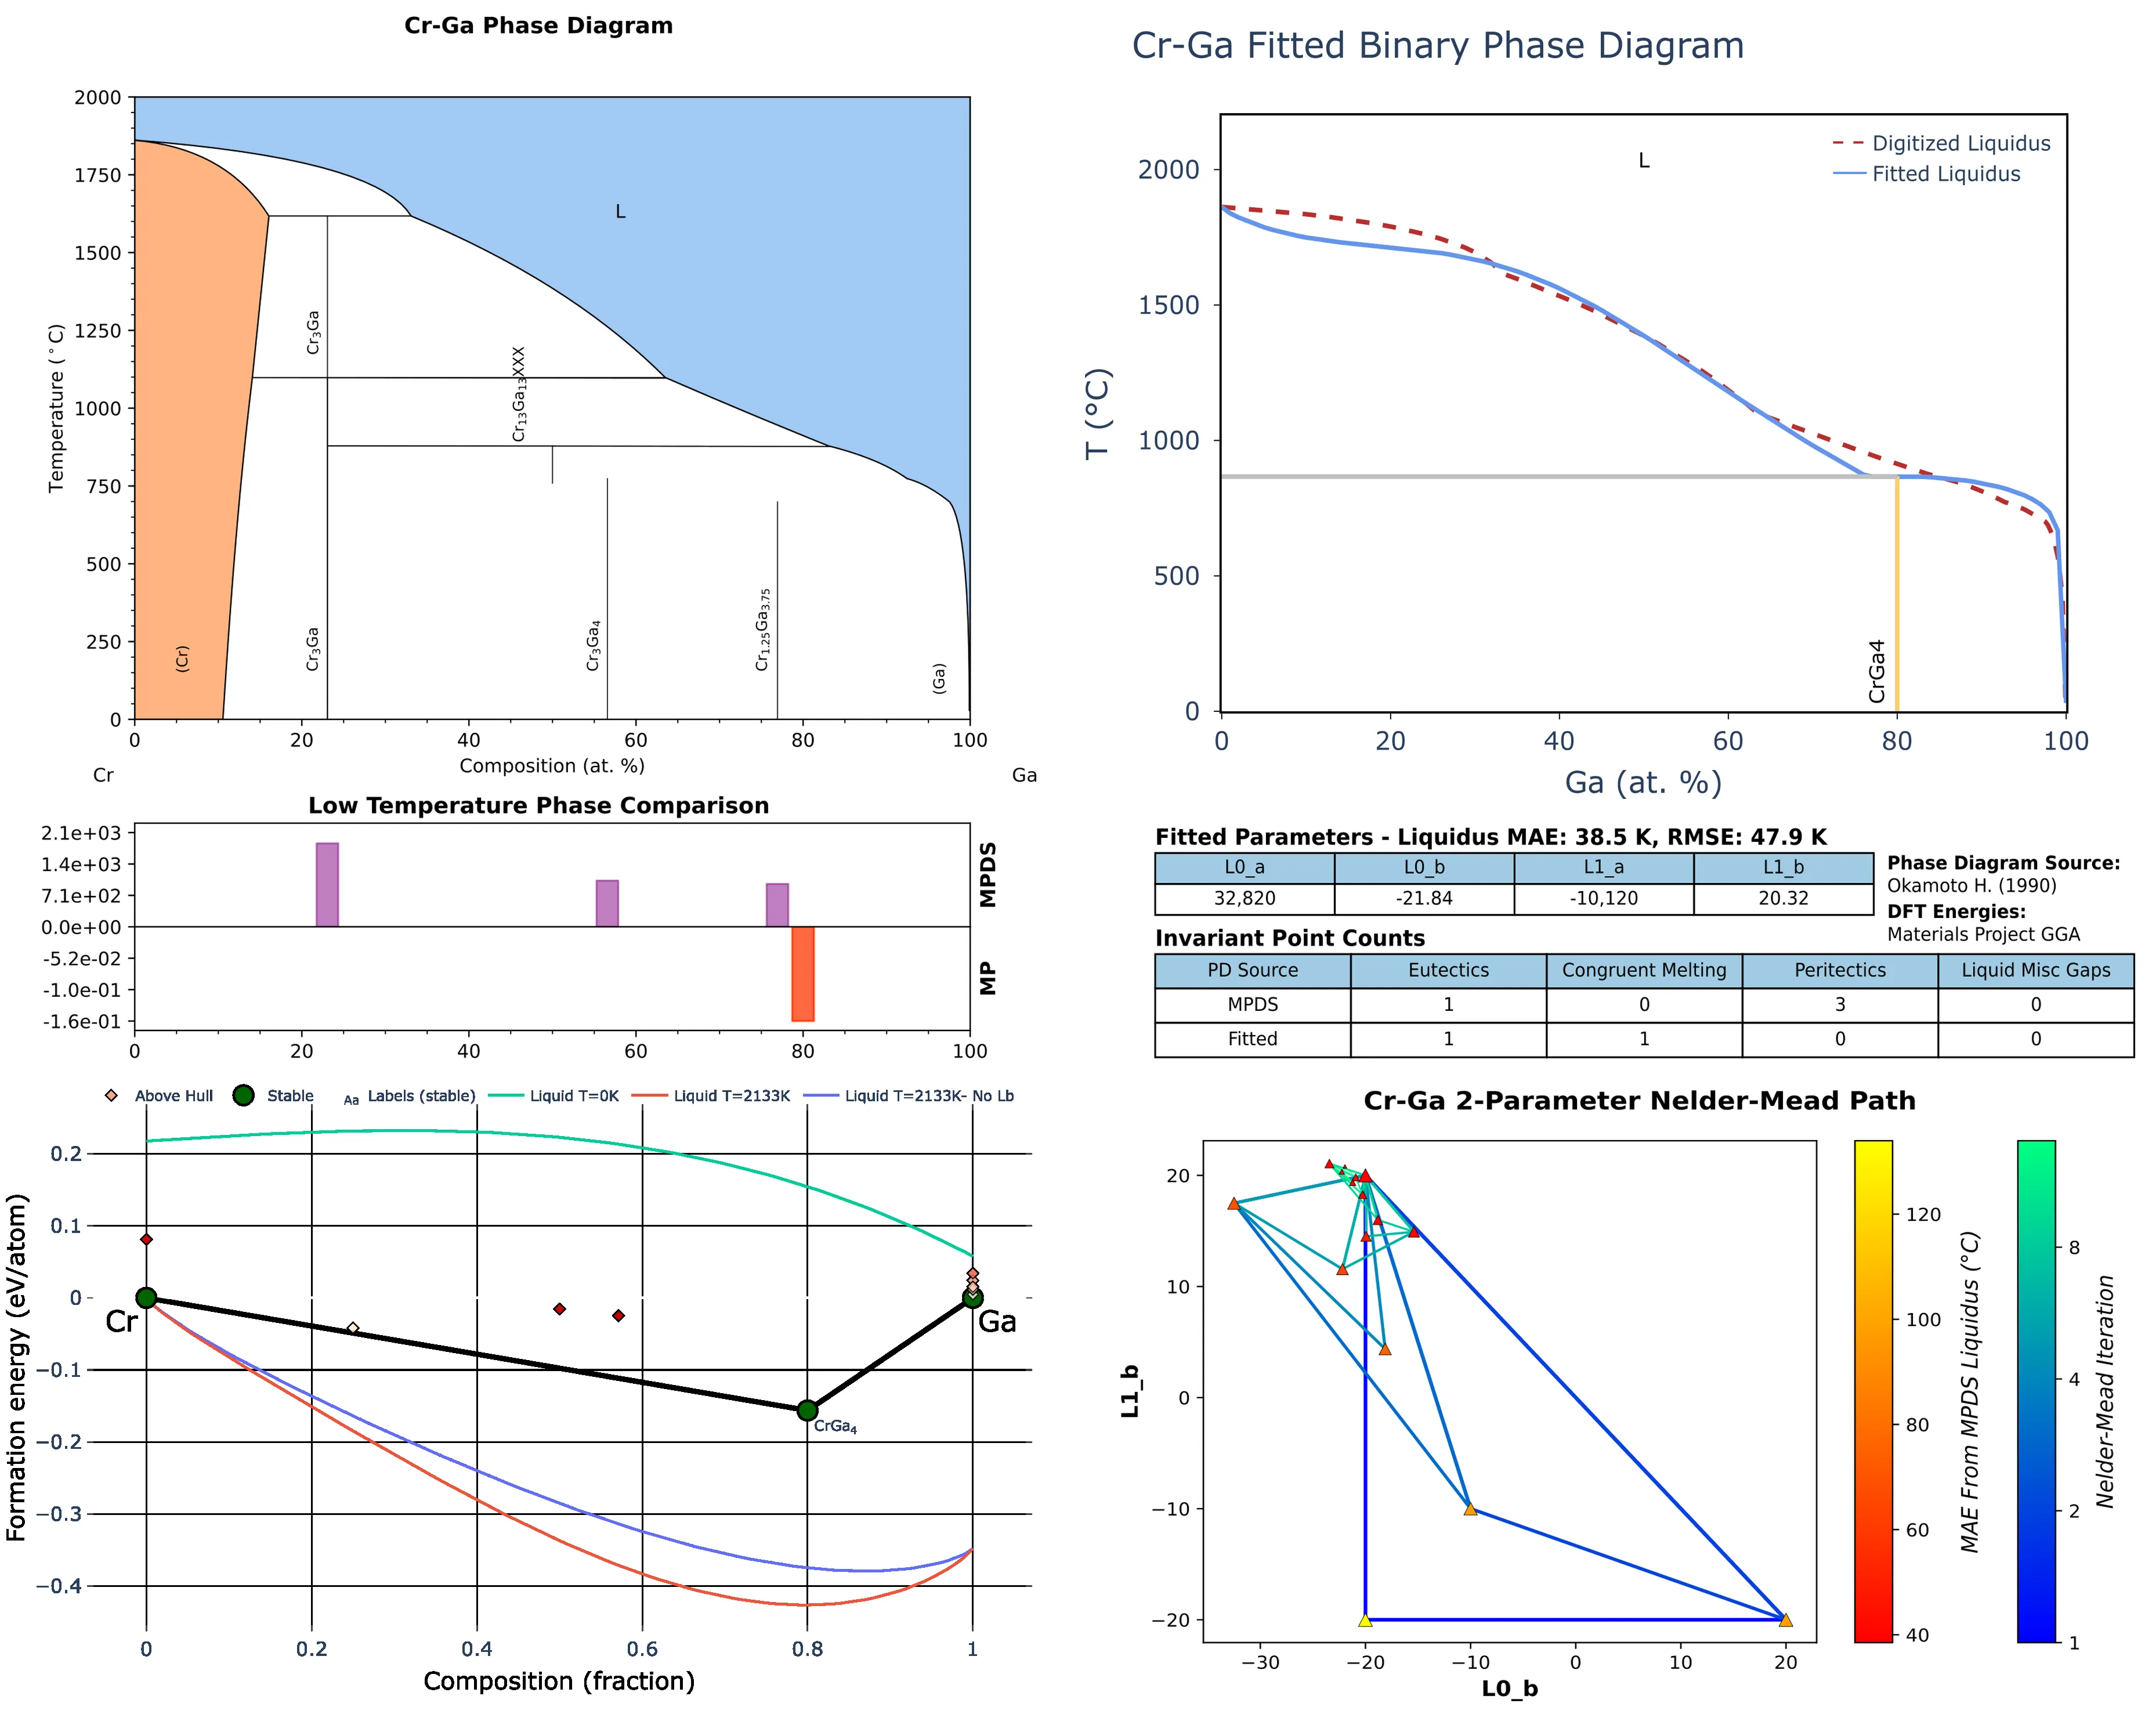 Cr-Ga Phase Diagram
2000
1750
1500
1250
1000
750
500
250
0
Temperature (°C)
L
Cr3Ga
Cr13Ga13XXX
(Cr)
Cr3Ga
Cr3Ga4
Cr1.25Ga3.75
(Ga)
0 20 40 60 80 100
Composition (at. %)
Cr Ga
Cr-Ga Fitted Binary Phase Diagram
L
Digitized Liquidus
Fitted Liquidus
2000
1500
1000
500
0
T (°C)
CrGa4
0 20 40 60 80 100
Ga (at. %)
Low Temperature Phase Comparison
2.1e+03
1.4e+03
7.1e+02
0.0e+00
-5.2e-02
-1.0e-01
-1.6e-01
MPDS
MP
0 20 40 60 80 100
Fitted Parameters - Liquidus MAE: 38.5 K, RMSE: 47.9 K
L0_a L0_b L1_a L1_b
32,820 -21.84 -10,120 20.32
Phase Diagram Source:
Okamoto H. (1990)
DFT Energies:
Materials Project GGA
Invariant Point Counts
PD Source Eutectics Congruent Melting Peritectics Liquid Misc Gaps
MPDS 1 0 3 0
Fitted 1 1 0 0
Above Hull Stable Aa Labels (stable) Liquid T=0K Liquid T=2133K Liquid T=2133K- No Lb
0.2
0.1
0
−0.1
−0.2
−0.3
−0.4
Formation energy (eV/atom)
Cr
Ga
CrGa4
0 0.2 0.4 0.6 0.8 1
Composition (fraction)
Cr-Ga 2-Parameter Nelder-Mead Path
20
10
0
−10
−20
L1_b
−30 −20 −10 0 10 20
L0_b
120
100
80
60
40
MAE From MPDS Liquidus (°C)
8
4
2
1
Nelder-Mead Iteration